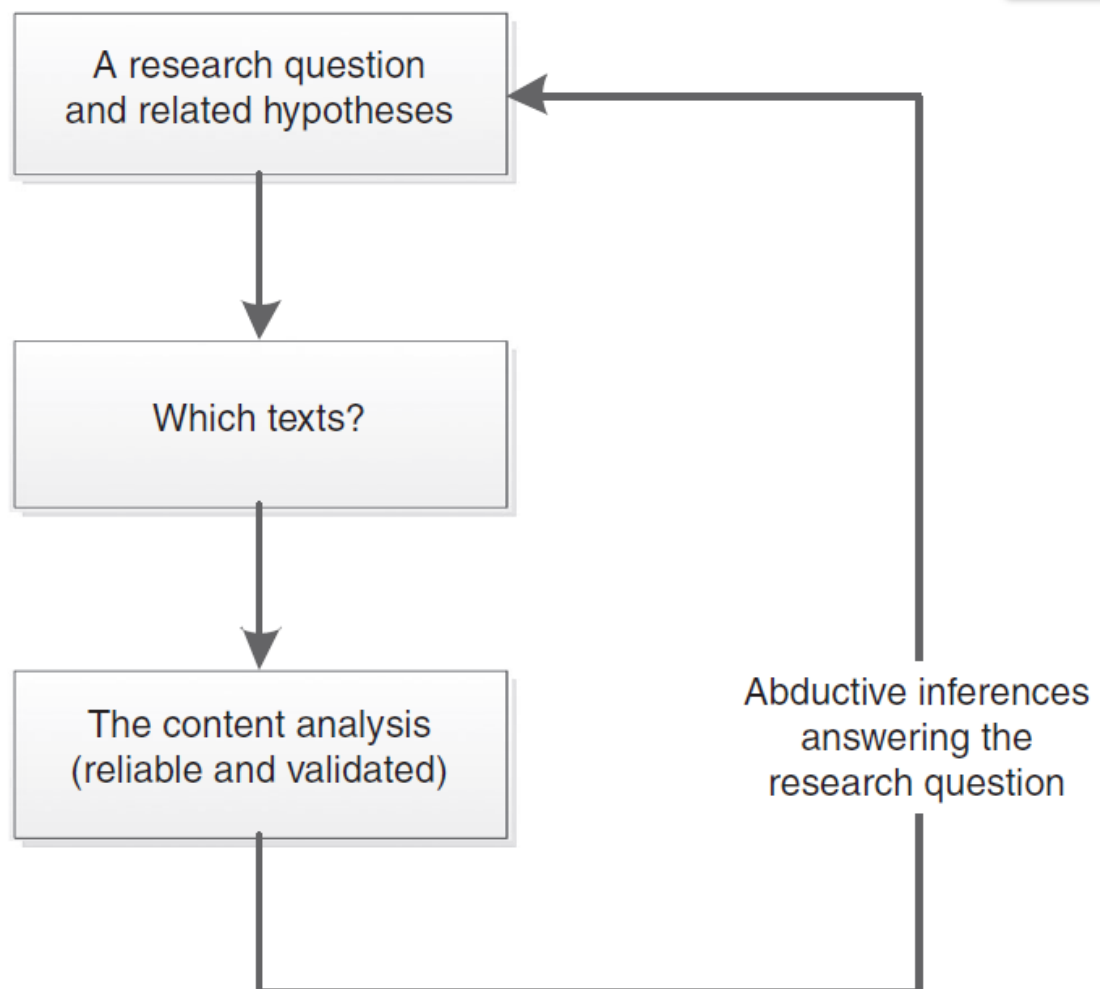 A research question
and related hypotheses
Which texts?
The content analysis
(reliable and validated)
Abductive inferences
answering the
research question